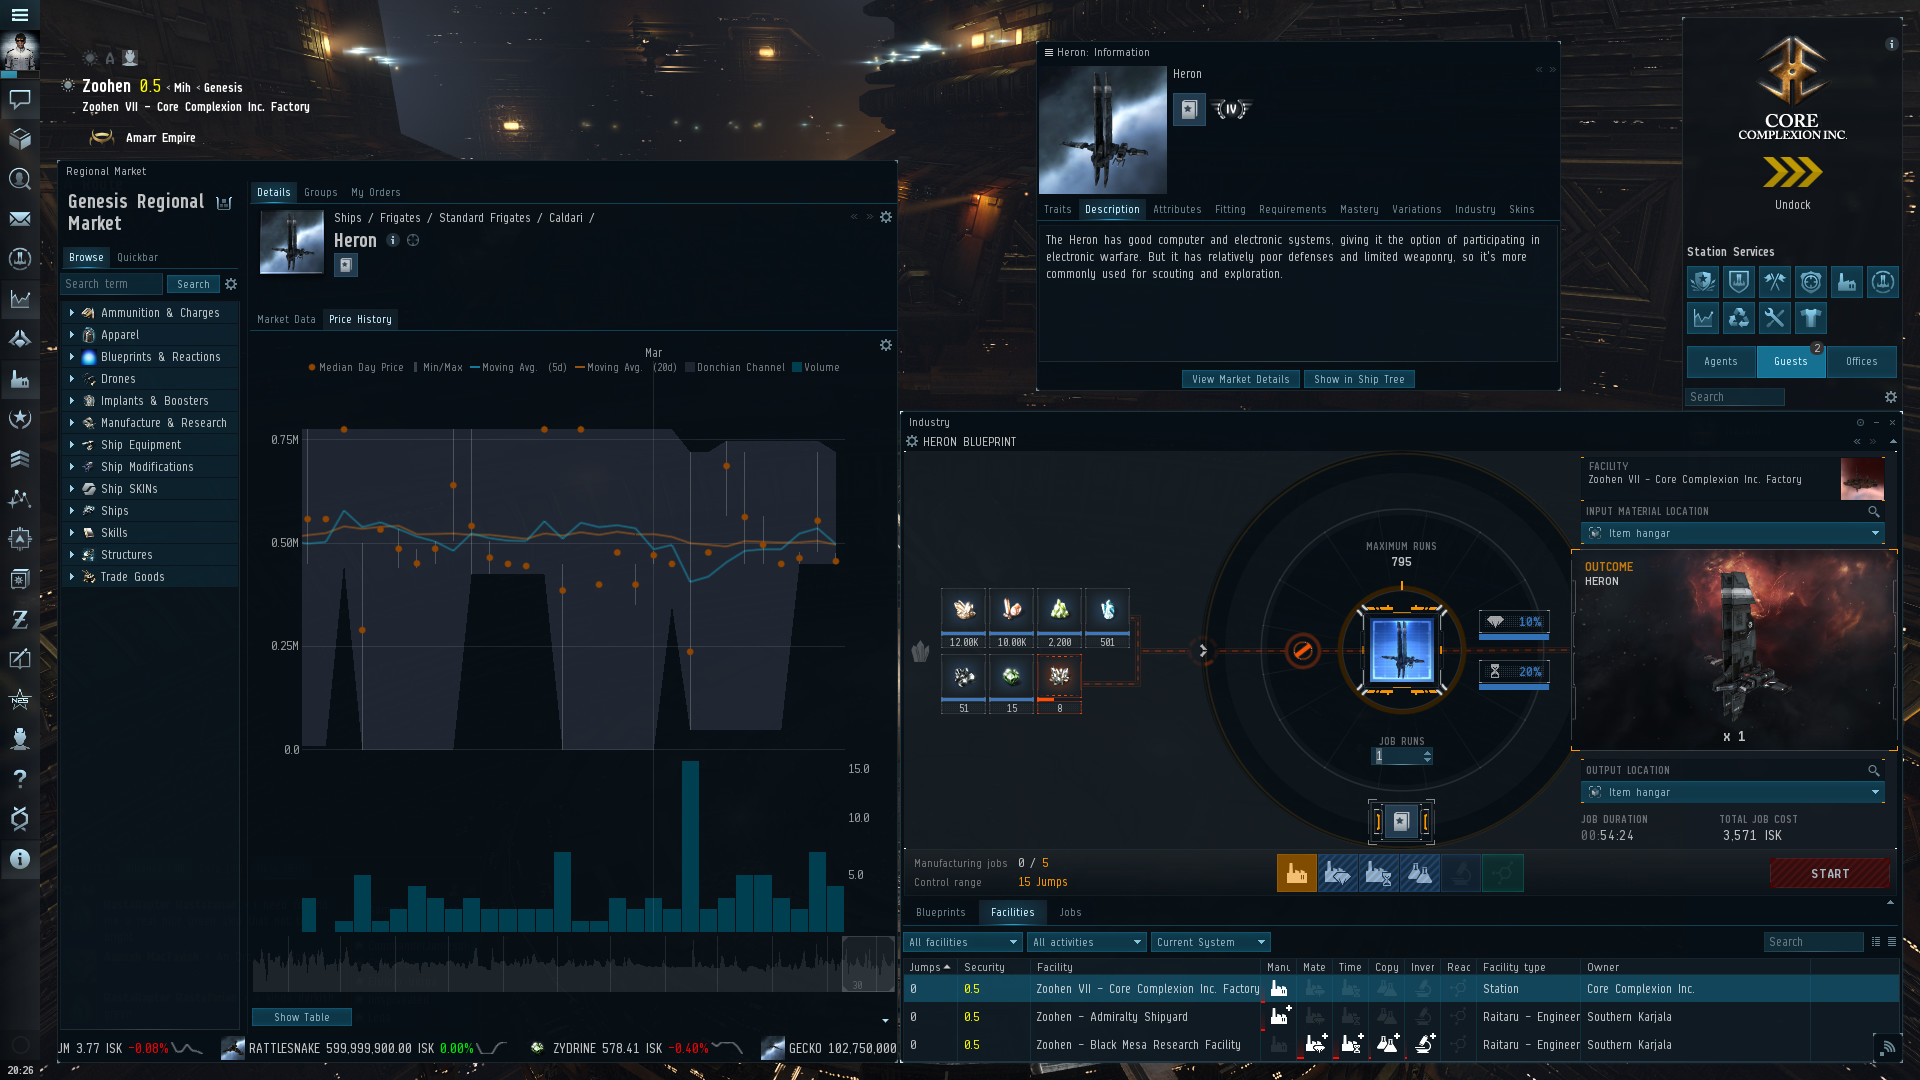 Zoohen 0.5 < Mih < Genesis
Zoohen VII - Core Complexion Inc. Factory
Amarr Empire
Regional Market
Genesis Regional Market
Browse Quickbar
Search term Search
Ammunition & Charges
Apparel
Blueprints & Reactions
Drones
Implants & Boosters
Manufacture & Research
Ship Equipment
Ship Modifications
Ship SKINs
Ships
Skills
Structures
Trade Goods
Details Groups My Orders
Ships / Frigates / Standard Frigates / Caldari /
Heron
Market Data Price History
Mar
Median Day Price Min/Max Moving Avg. (5d) Moving Avg. (20d) Donchian Channel Volume
0.75M
0.50M
0.25M
0.0
15.0
10.0
5.0
30
Show Table
Heron: Information
Heron
IV
Traits Description Attributes Fitting Requirements Mastery Variations Industry Skins
The Heron has good computer and electronic systems, giving it the option of participating in
electronic warfare. But it has relatively poor defenses and limited weaponry, so it's more
commonly used for scouting and exploration.
View Market Details Show in Ship Tree
CORE
COMPLEXION INC.
Undock
Station Services
2
Agents Guests Offices
Search
Industry
HERON BLUEPRINT
MAXIMUM RUNS
795
12.00K 10.00K 2,200 501
51 15 8
10%
20%
JOB RUNS
1
FACILITY
Zoohen VII - Core Complexion Inc. Factory
INPUT MATERIAL LOCATION
Item hangar
OUTCOME
HERON
x 1
OUTPUT LOCATION
Item hangar
JOB DURATION TOTAL JOB COST
00:54:24 3,571 ISK
Manufacturing jobs 0 / 5
Control range 15 Jumps
START
Blueprints Facilities Jobs
All facilities All activities Current System Search
Jumps Security Facility Manu Mate Time Copy Inver Reac Facility type Owner
0 0.5 Zoohen VII - Core Complexion Inc. Factory Station Core Complexion Inc.
0 0.5 Zoohen - Admiralty Shipyard Raitaru - Engineer Southern Karjala
0 0.5 Zoohen - Black Mesa Research Facility Raitaru - Engineer Southern Karjala
UM 3.77 ISK -0.08% RATTLESNAKE 599,999,900.00 ISK 0.00% ZYDRINE 578.41 ISK -0.40% GECKO 102,750,000
NES
20:26